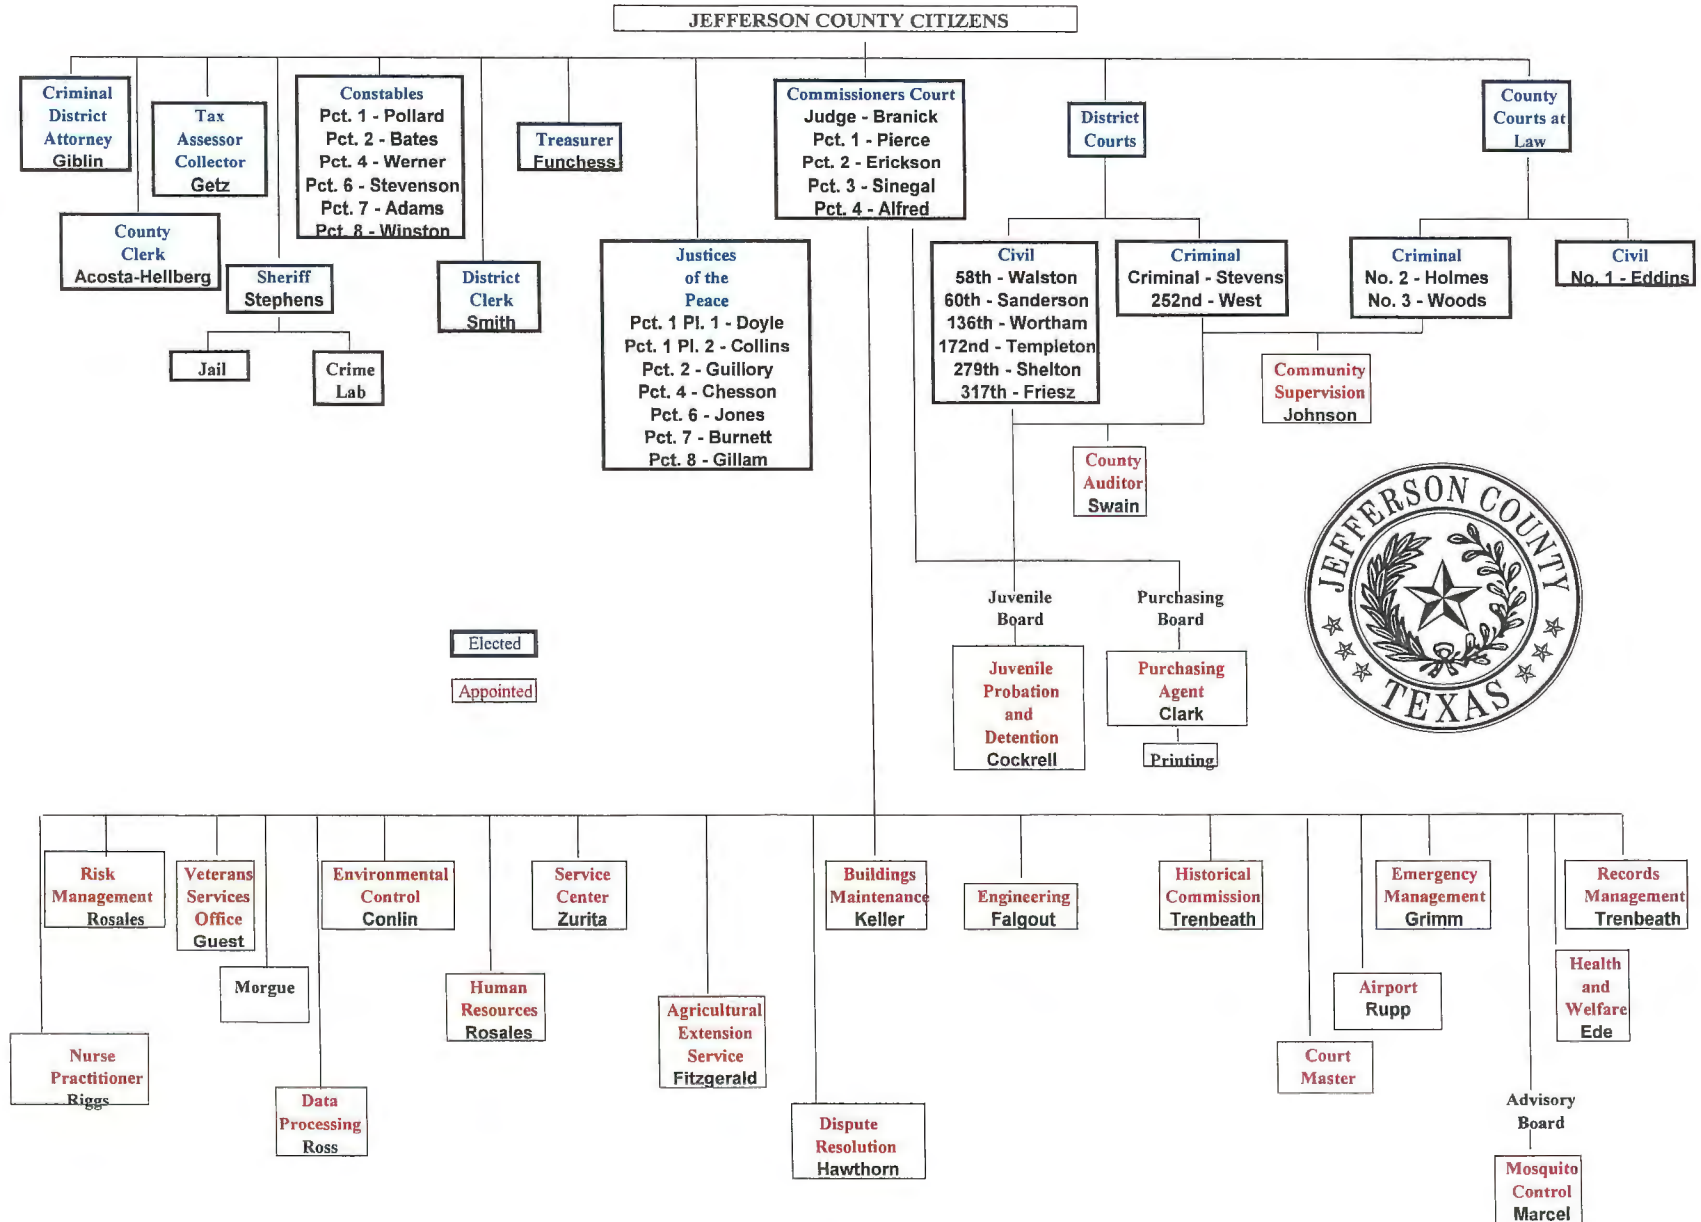 JEFFERSON COUNTY CITIZENS
Criminal
District
Attorney
Giblin
Tax
Assessor
Collector
Getz
Constables
Pct. 1 - Pollard
Pct. 2 - Bates
Pct. 4 - Werner
Pct. 6 - Stevenson
Pct. 7 - Adams
Pct. 8 - Winston
Treasurer
Funchess
Commissioners Court
Judge - Branick
Pct. 1 - Pierce
Pct. 2 - Erickson
Pct. 3 - Sinegal
Pct. 4 - Alfred
District
Courts
County
Courts at
Law
County
Clerk
Acosta-Hellberg
Sheriff
Stephens
Jail
Crime
Lab
District
Clerk
Smith
Justices
of the
Peace
Pct. 1 Pl. 1 - Doyle
Pct. 1 Pl. 2 - Collins
Pct. 2 - Guillory
Pct. 4 - Chesson
Pct. 6 - Jones
Pct. 7 - Burnett
Pct. 8 - Gillam
Civil
58th - Walston
60th - Sanderson
136th - Wortham
172nd - Templeton
279th - Shelton
317th - Friesz
Criminal
Criminal - Stevens
252nd - West
Criminal
No. 2 - Holmes
No. 3 - Woods
Civil
No. 1 - Eddins
Community
Supervision
Johnson
County
Auditor
Swain
JEFFERSON COUNTY
TEXAS
Juvenile
Board
Purchasing
Board
Elected
Appointed
Juvenile
Probation
and
Detention
Cockrell
Purchasing
Agent
Clark
Printing
Risk
Management
Rosales
Veterans
Services
Office
Guest
Environmental
Control
Conlin
Service
Center
Zurita
Buildings
Maintenance
Keller
Engineering
Falgout
Historical
Commission
Trenbeath
Emergency
Management
Grimm
Records
Management
Trenbeath
Morgue
Human
Resources
Rosales
Agricultural
Extension
Service
Fitzgerald
Airport
Rupp
Health
and
Welfare
Ede
Nurse
Practitioner
Riggs
Data
Processing
Ross
Dispute
Resolution
Hawthorn
Court
Master
Advisory
Board
Mosquito
Control
Marcel